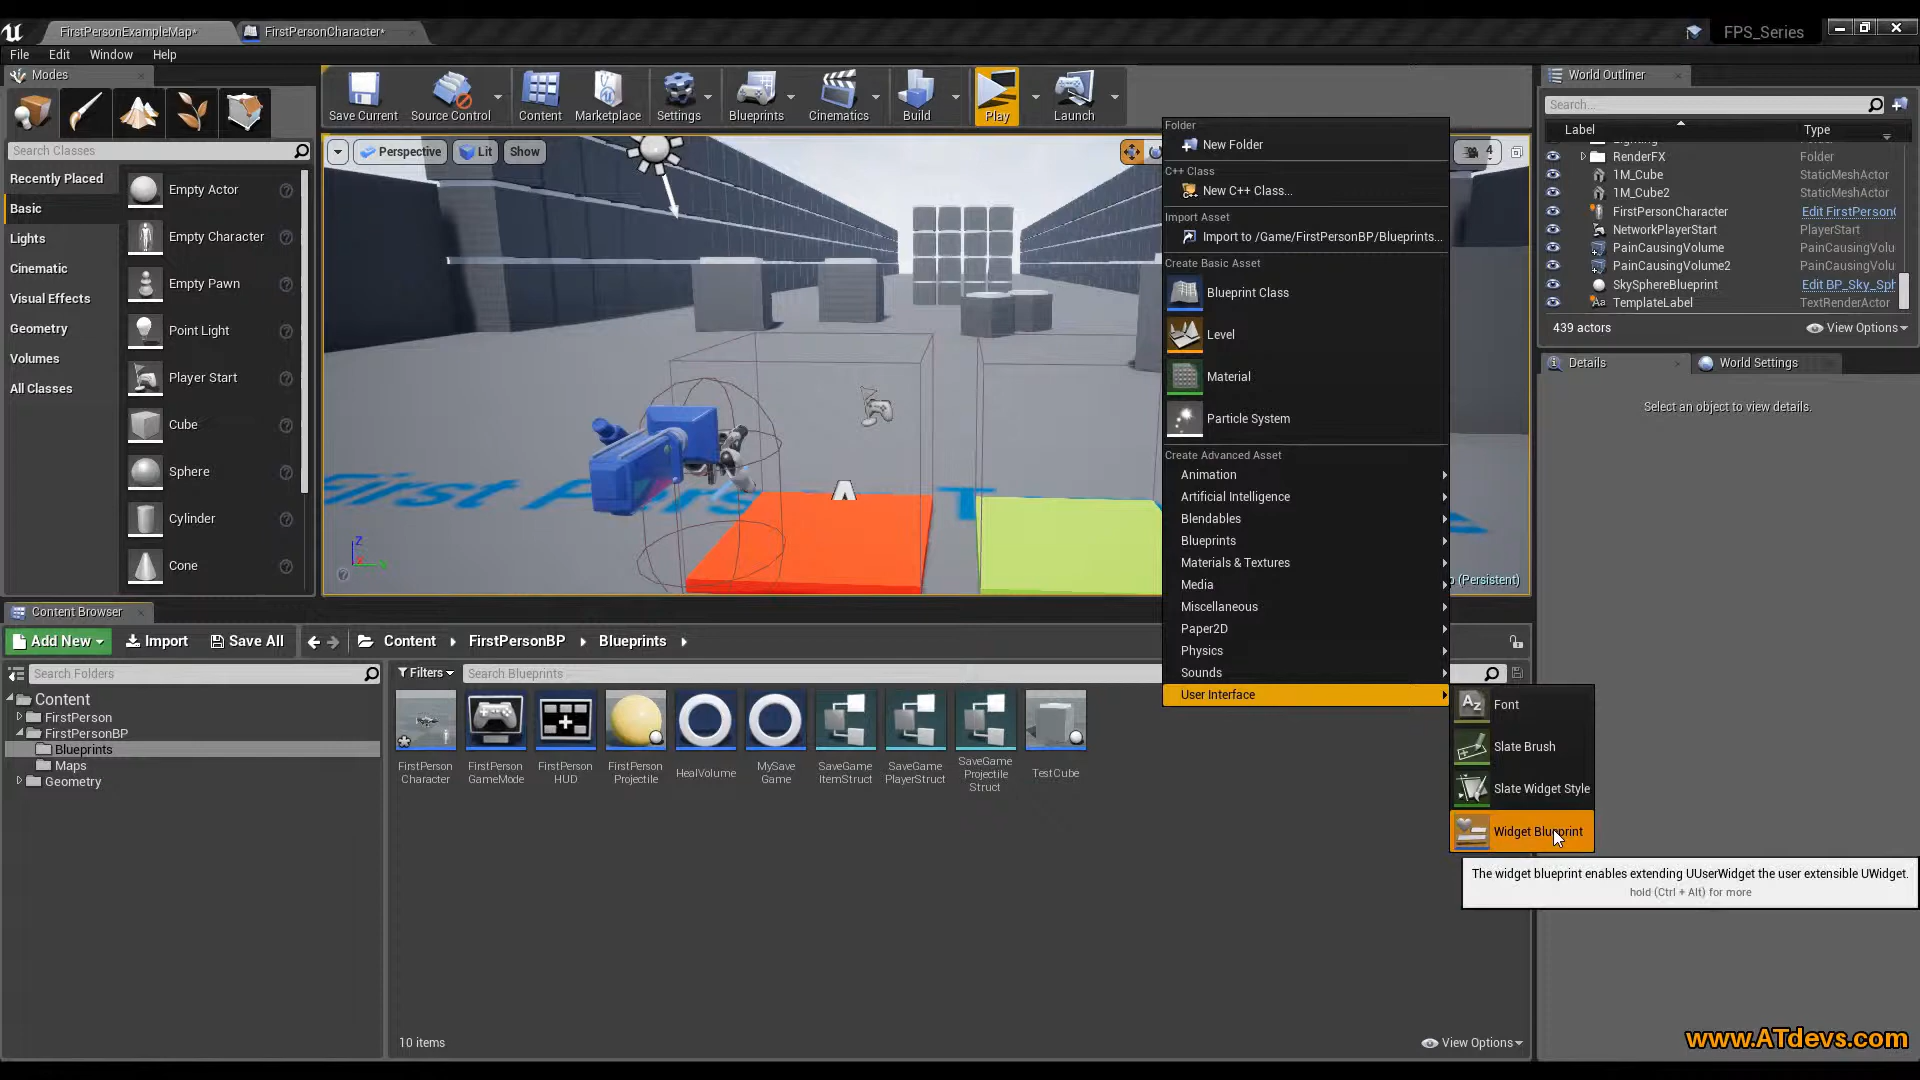 FirstPersonExampleMap*
FirstPersonCharacter*
FPS_Series
File Edit Window Help
Modes
Search Classes
Recently Placed
Basic
Lights
Cinematic
Visual Effects
Geometry
Volumes
All Classes
Empty Actor
Empty Character
Empty Pawn
Point Light
Player Start
Cube
Sphere
Cylinder
Cone
Save Current
Source Control
Content
Marketplace
Settings
Blueprints
Cinematics
Build
Play
Launch
Perspective
Lit
Show
4
Folder
New Folder
C++ Class
New C++ Class...
Import Asset
Import to /Game/FirstPersonBP/Blueprints...
Create Basic Asset
Blueprint Class
Level
Material
Particle System
Create Advanced Asset
Animation
Artificial Intelligence
Blendables
Blueprints
Materials & Textures
Media
Miscellaneous
Paper2D
Physics
Sounds
User Interface
Font
Slate Brush
Slate Widget Style
Widget Blueprint
The widget blueprint enables extending UUserWidget the user extensible UWidget.
hold (Ctrl + Alt) for more
(Persistent)
World Outliner
Search...
Label Type
RenderFX Folder
1M_Cube StaticMeshActor
1M_Cube2 StaticMeshActor
FirstPersonCharacter Edit FirstPerson
NetworkPlayerStart PlayerStart
PainCausingVolume PainCausingVolu
PainCausingVolume2 PainCausingVolu
SkySphereBlueprint Edit BP_Sky_Sph
TemplateLabel TextRenderActor
439 actors
View Options
Details
World Settings
Select an object to view details.
Content Browser
Add New
Import
Save All
Content
FirstPersonBP
Blueprints
Search Folders
Filters
Search Blueprints
Content
FirstPerson
FirstPersonBP
Blueprints
Maps
Geometry
FirstPerson
Character
FirstPerson
GameMode
FirstPerson
HUD
FirstPerson
Projectile
HealVolume
MySave
Game
SaveGame
ItemStruct
SaveGame
PlayerStruct
SaveGame
Projectile
Struct
TestCube
10 items
View Options
www.ATdevs.com